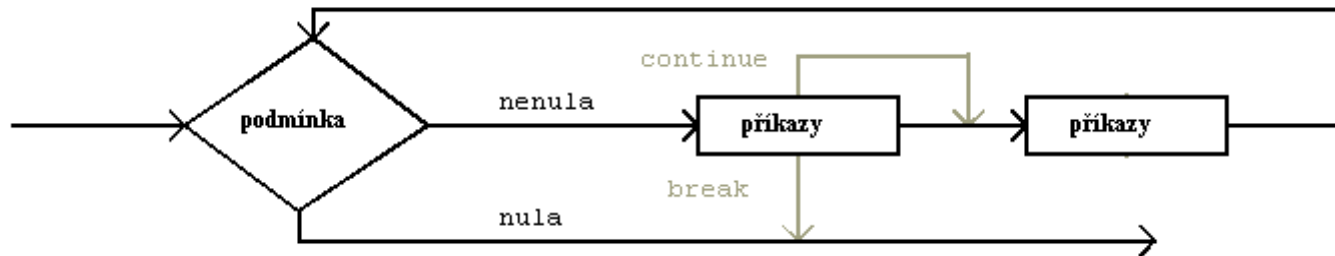 continue
nenula
podmínka
příkazy
příkazy
break
nula